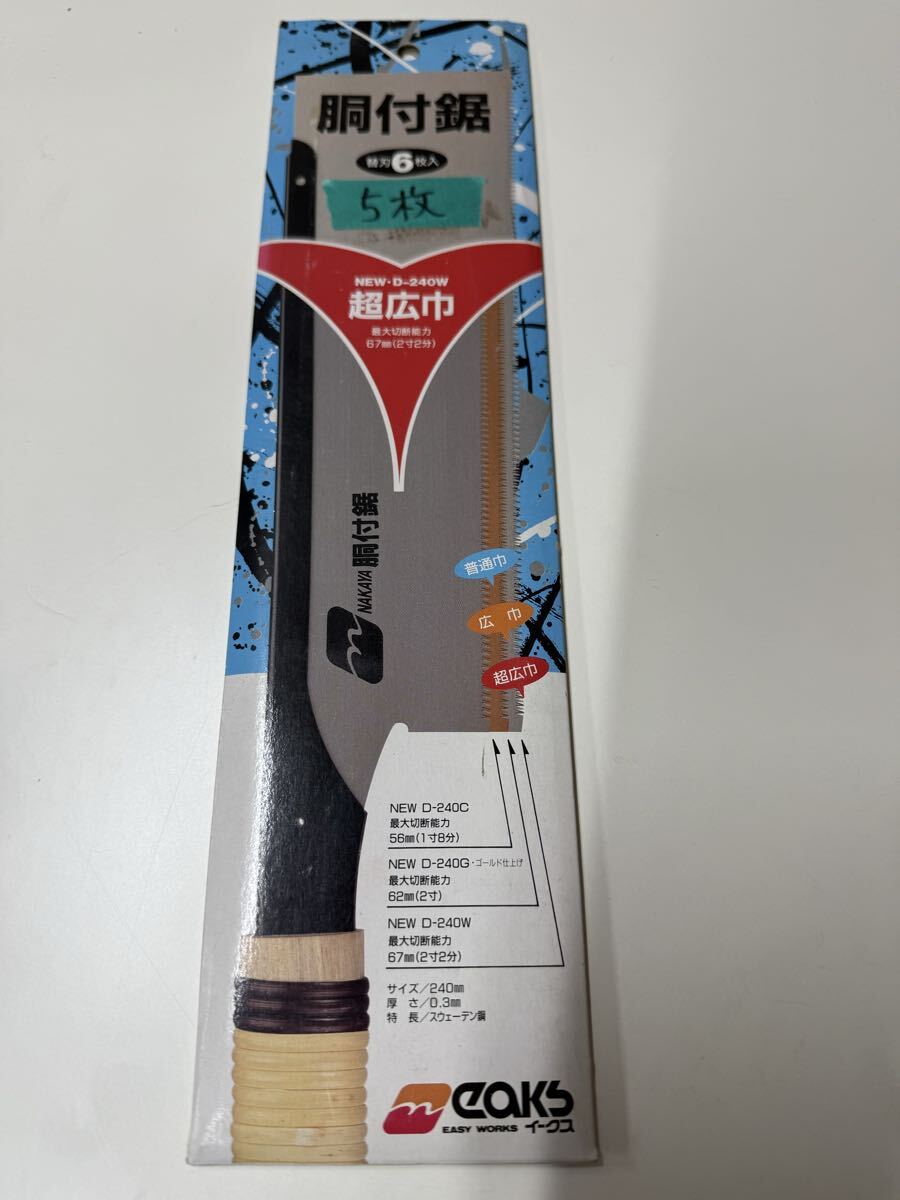 胴付鋸
替刃6枚入
5枚
NEW・D-240W
超広巾
最大切断能力
67㎜(2寸2分)
NAKAYA 胴付鋸
普通巾
広巾
超広巾
NEW D-240C
最大切断能力
56㎜(1寸8分)
NEW D-240G・ゴールド仕上げ
最大切断能力
62㎜(2寸)
NEW D-240W
最大切断能力
67㎜(2寸2分)
サイズ/240㎜
厚さ/0.3㎜
特長/スウェーデン鋼
eaks
EASY WORKS イークス